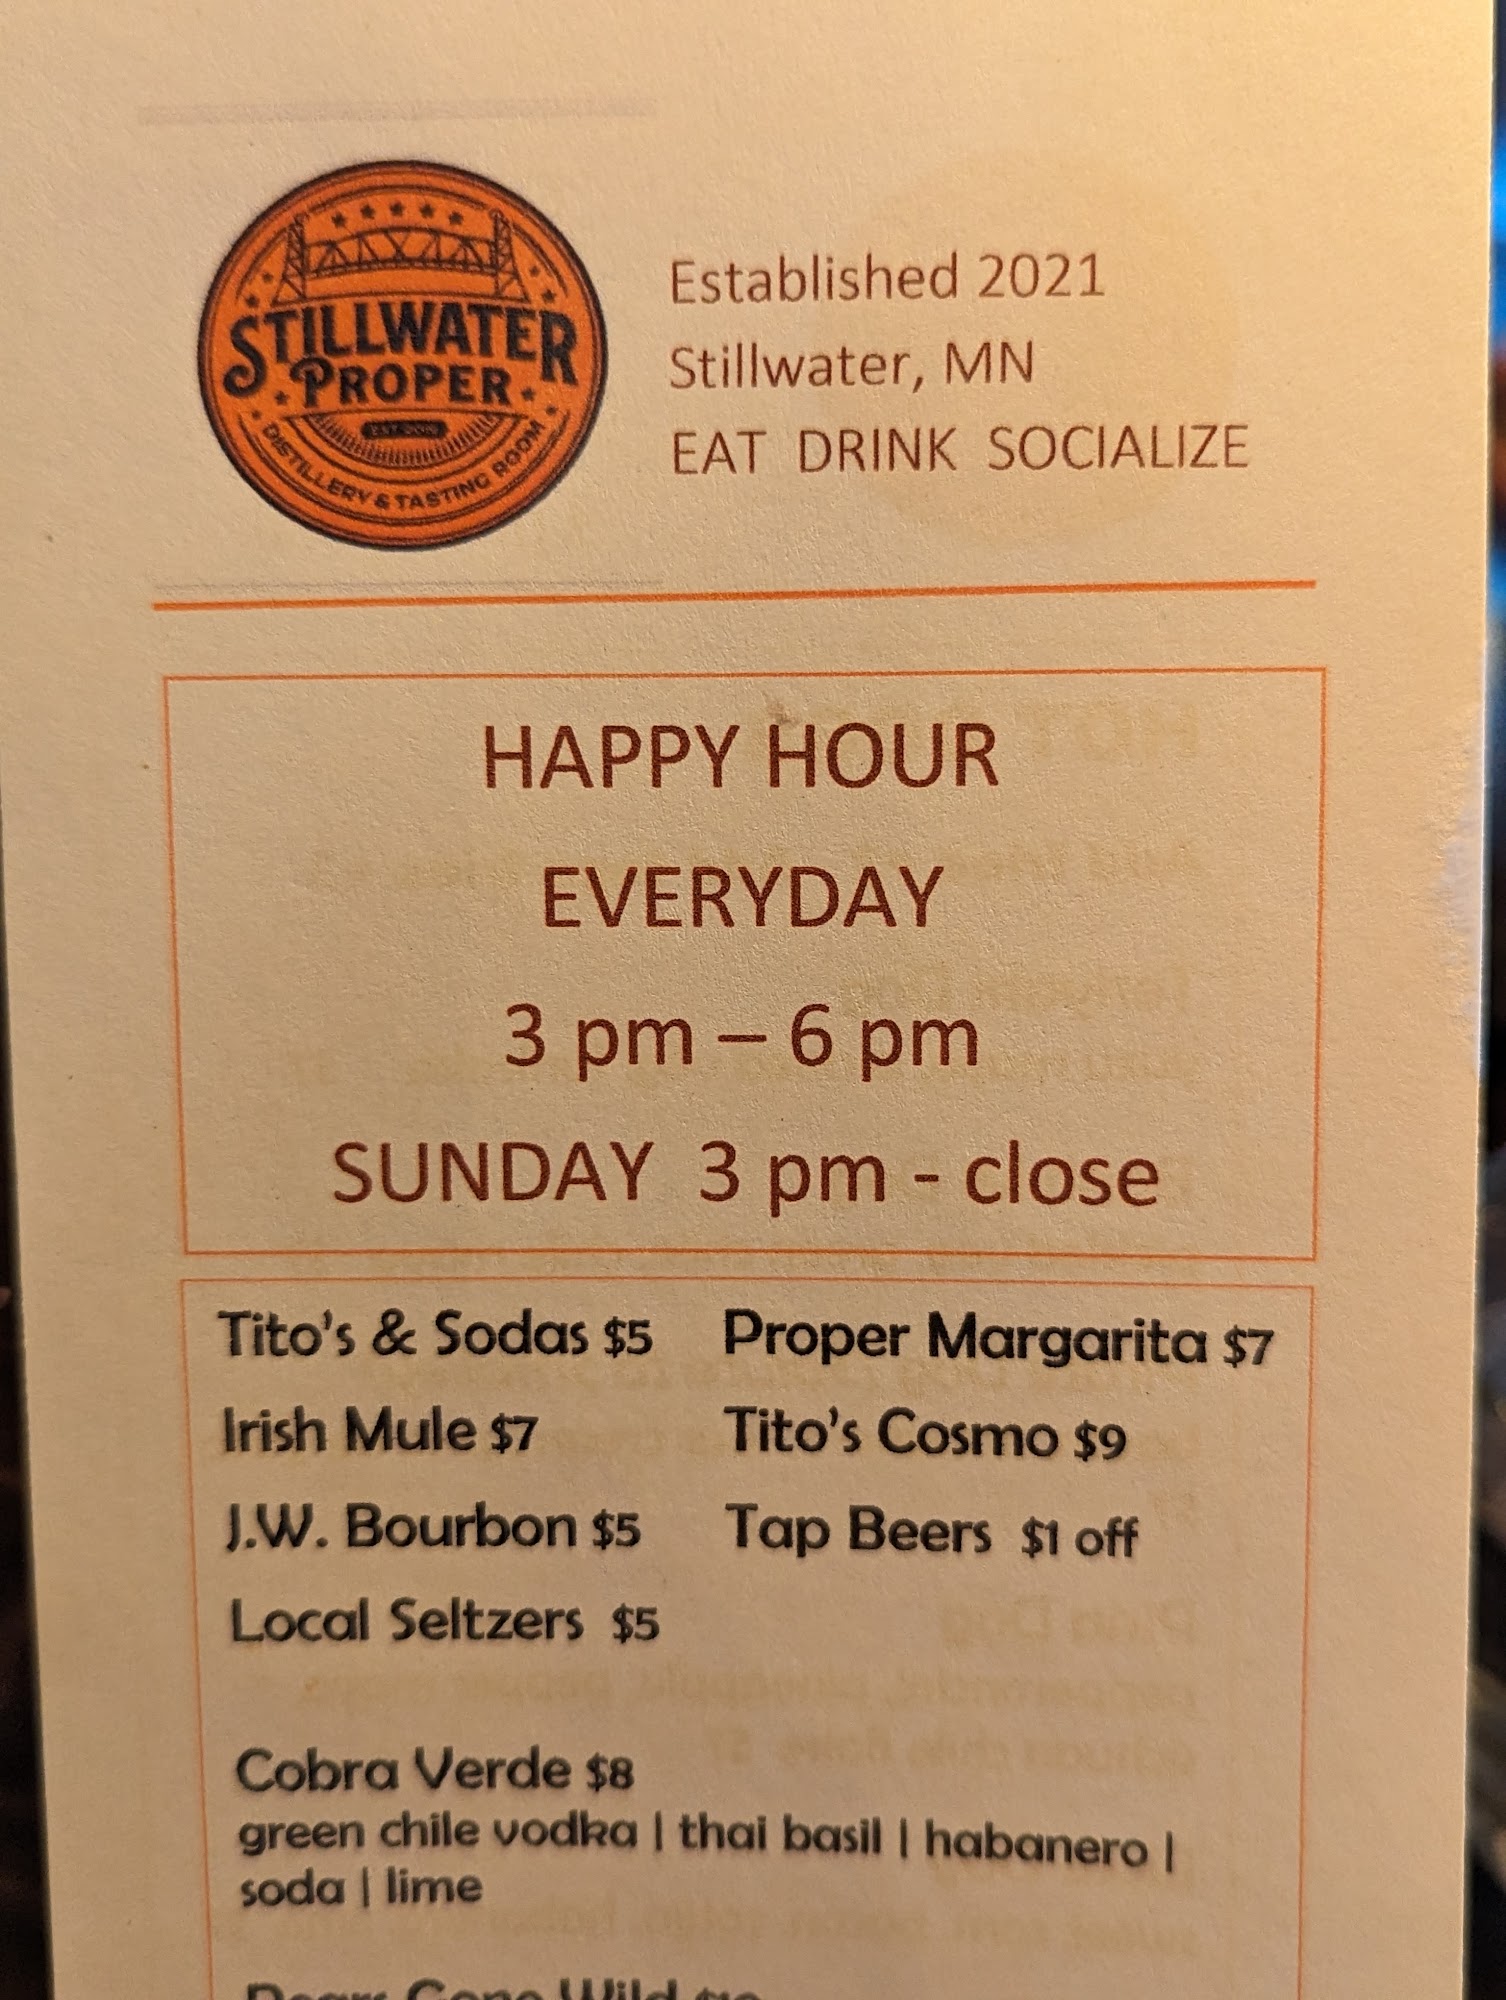 STILLWATER
PROPER
DISTILLERY & TASTING ROOM
Established 2021
Stillwater, MN
EAT DRINK SOCIALIZE
HAPPY HOUR
EVERYDAY
3 pm – 6 pm
SUNDAY 3 pm - close
Tito's & Sodas $5 Proper Margarita $7
Irish Mule $7 Tito's Cosmo $9
J.W. Bourbon $5 Tap Beers $1 off
Local Seltzers $5
Cobra Verde $8
green chile vodka | thai basil | habanero |
soda | lime
Gone Wild